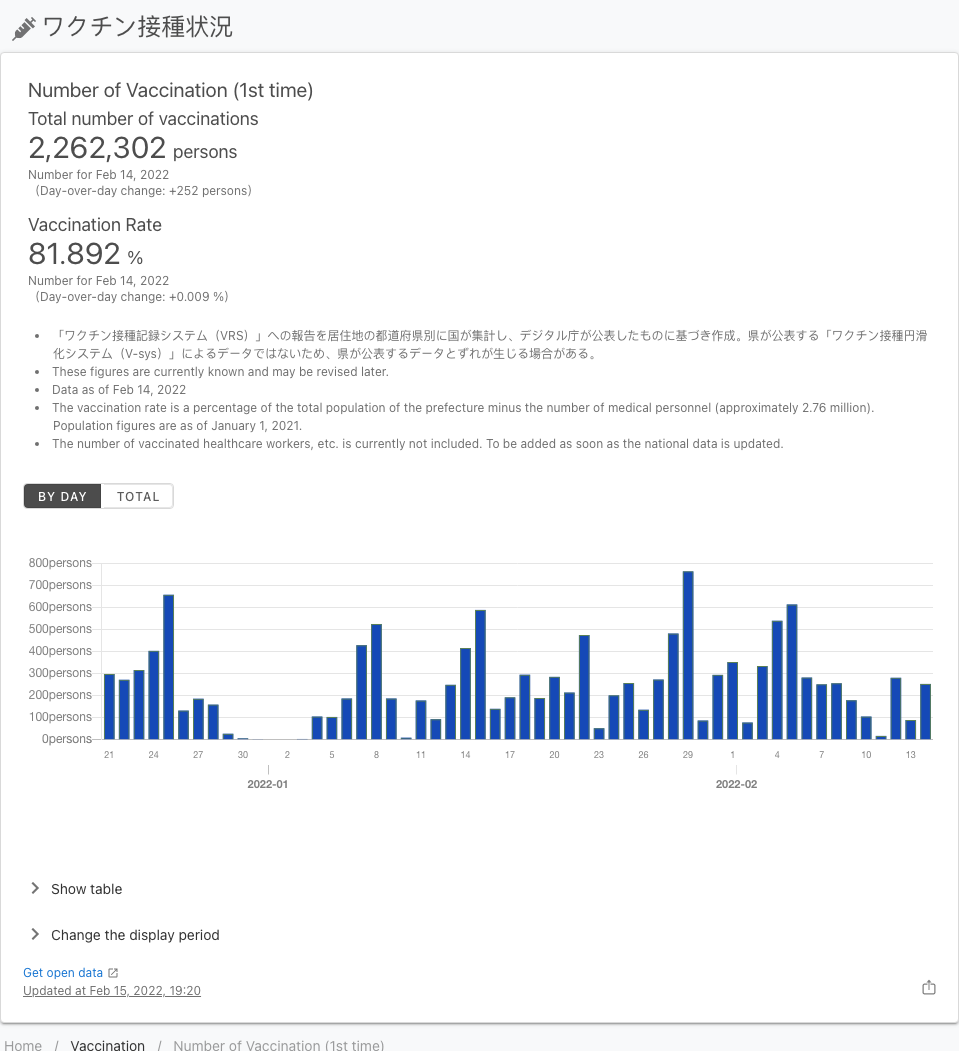 ワクチン接種状況
Number of Vaccination (1st time)
Total number of vaccinations
2,262,302 persons
Number for Feb 14, 2022
（Day-over-day change: +252 persons）
Vaccination Rate
81.892 %
Number for Feb 14, 2022
（Day-over-day change: +0.009 %）
• 「ワクチン接種記録システム（VRS）」への報告を居住地の都道府県別に国が集計し、デジタル庁が公表したものに基づき作成。県が公表する「ワクチン接種円滑
化システム（V-sys）」によるデータではないため、県が公表するデータとずれが生じる場合がある。
• These figures are currently known and may be revised later.
• Data as of Feb 14, 2022
• The vaccination rate is a percentage of the total population of the prefecture minus the number of medical personnel (approximately 2.76 million).
Population figures are as of January 1, 2021.
• The number of vaccinated healthcare workers, etc. is currently not included. To be added as soon as the national data is updated.
BY DAY TOTAL
800persons
700persons
600persons
500persons
400persons
300persons
200persons
100persons
0persons
21 24 27 30 2 5 8 11 14 17 20 23 26 29 1 4 7 10 13
2022-01 2022-02
Show table
Change the display period
Get open data
Updated at Feb 15, 2022, 19:20
Home / Vaccination / Number of Vaccination (1st time)